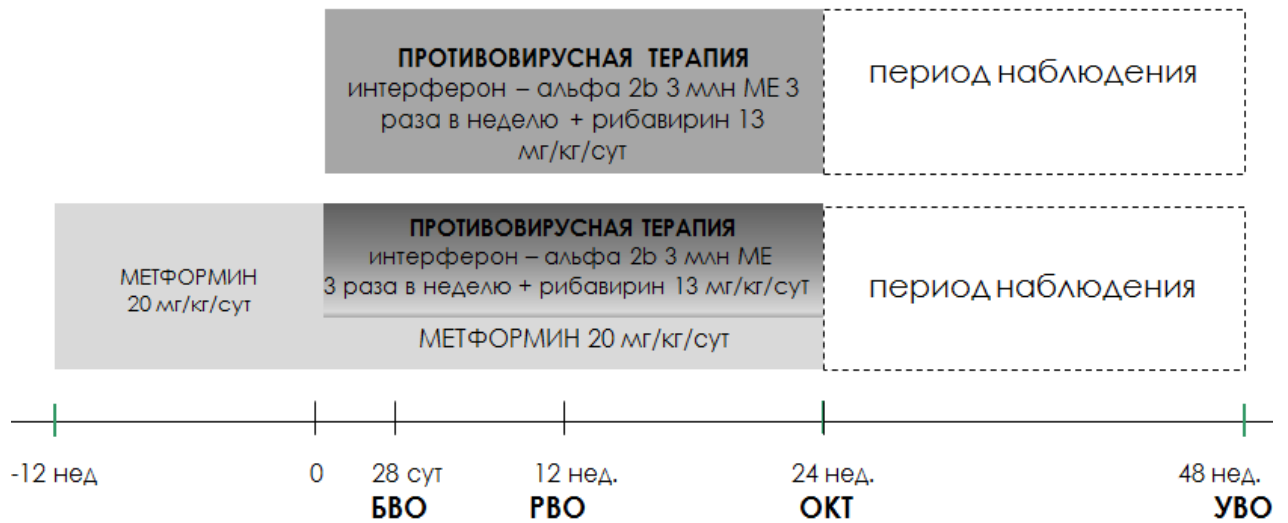 ПРОТИВОВИРУСНАЯ ТЕРАПИЯ
интерферон – альфа 2b 3 млн МЕ 3
раза в неделю + рибавирин 13
мг/кг/сут
период наблюдения
ПРОТИВОВИРУСНАЯ ТЕРАПИЯ
интерферон – альфа 2b 3 млн МЕ
3 раза в неделю + рибавирин 13 мг/кг/сут
МЕТФОРМИН
20 мг/кг/сут
МЕТФОРМИН 20 мг/кг/сут
период наблюдения
-12 нед
0
28 сут
12 нед.
24 нед.
48 нед.
БВО
РВО
ОКТ
УВО